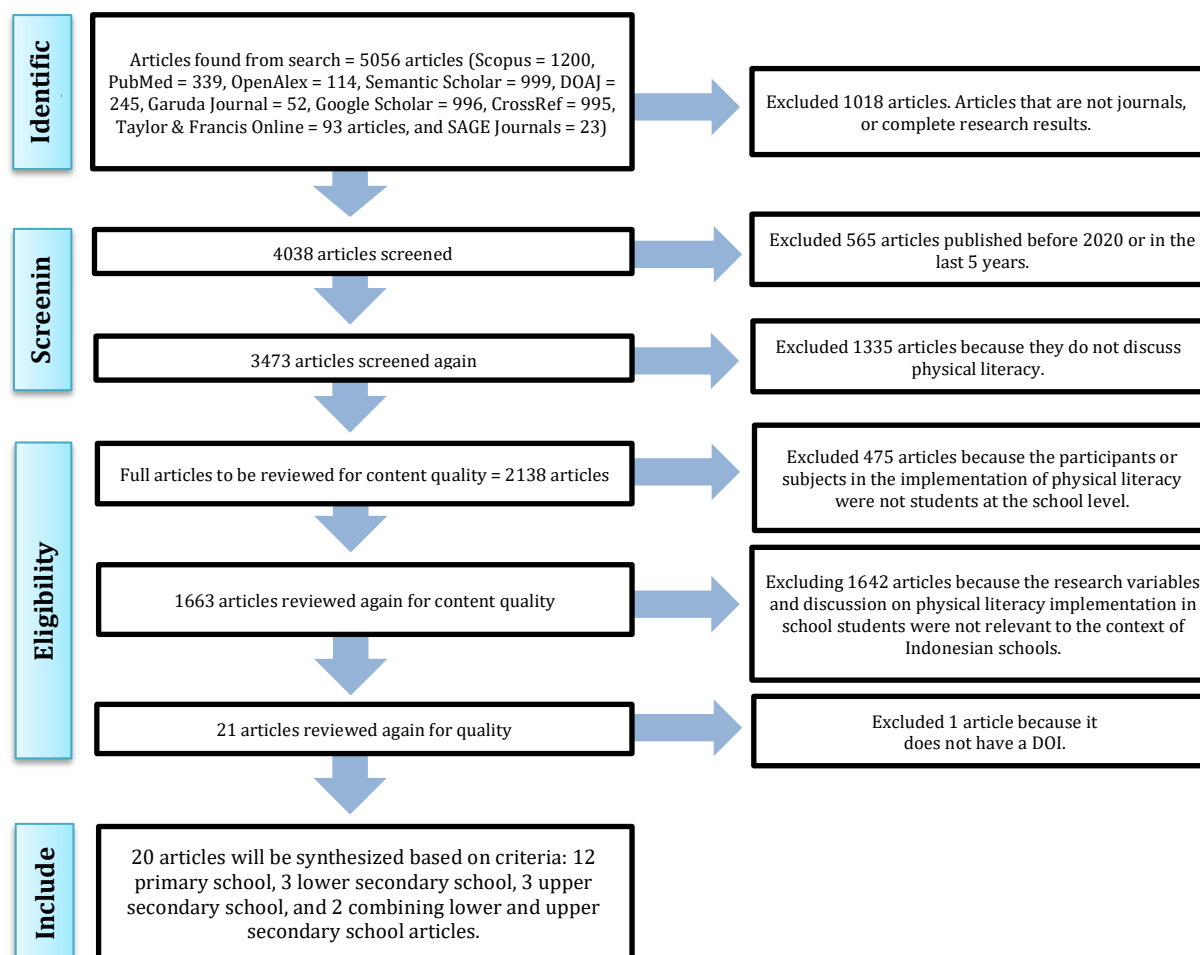 Identific
Articles found from search = 5056 articles (Scopus = 1200,
PubMed = 339, OpenAlex = 114, Semantic Scholar = 999, DOAJ =
245, Garuda Journal = 52, Google Scholar = 996, CrossRef = 995,
Taylor & Francis Online = 93 articles, and SAGE Journals = 23)
Excluded 1018 articles. Articles that are not journals,
or complete research results.
Screenin
4038 articles screened
Excluded 565 articles published before 2020 or in the
last 5 years.
3473 articles screened again
Excluded 1335 articles because they do not discuss
physical literacy.
Eligibility
Full articles to be reviewed for content quality = 2138 articles
Excluded 475 articles because the participants or
subjects in the implementation of physical literacy
were not students at the school level.
1663 articles reviewed again for content quality
Excluding 1642 articles because the research variables
and discussion on physical literacy implementation in
school students were not relevant to the context of
Indonesian schools.
21 articles reviewed again for quality
Excluded 1 article because it
does not have a DOI.
Include
20 articles will be synthesized based on criteria: 12
primary school, 3 lower secondary school, 3 upper
secondary school, and 2 combining lower and upper
secondary school articles.